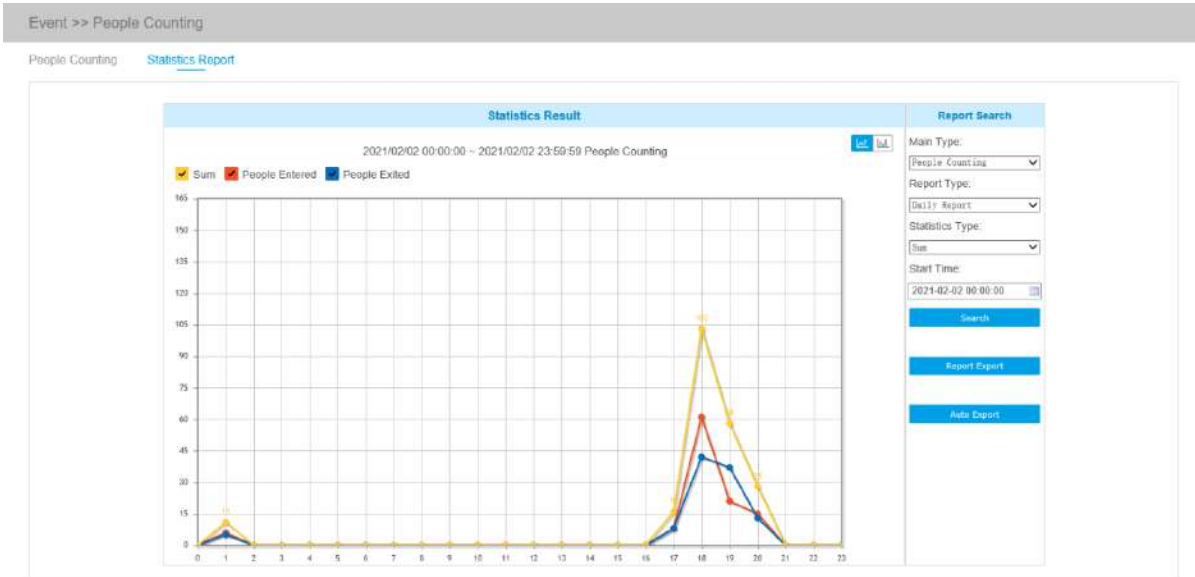 Event >> People Counting
People Counting Statistics Report
Statistics Result
2021/02/02 00:00:00 ~ 2021/02/02 23:59:59 People Counting
Sum People Entered People Exited
165
150
135
120
105
90
75
60
45
30
15
0
0 1 2 3 4 5 6 7 8 9 10 11 12 13 14 15 16 17 18 19 20 21 22 23
Report Search
Main Type:
People Counting
Report Type:
Daily Report
Statistics Type:
Sum
Start Time:
2021-02-02 00:00:00
Search
Report Export
Auto Export